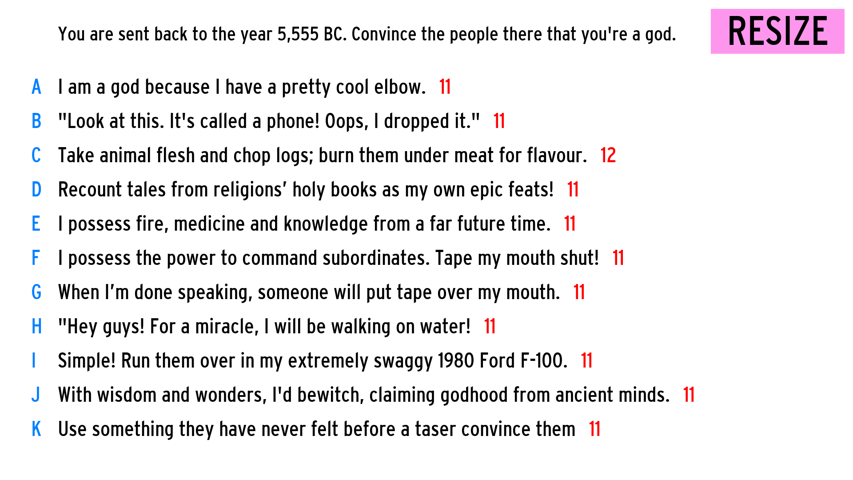 You are sent back to the year 5,555 BC. Convince the people there that you're a god.
RESIZE
A I am a god because I have a pretty cool elbow. 11
B "Look at this. It's called a phone! Oops, I dropped it." 11
C Take animal flesh and chop logs; burn them under meat for flavour. 12
D Recount tales from religions’ holy books as my own epic feats! 11
E I possess fire, medicine and knowledge from a far future time. 11
F I possess the power to command subordinates. Tape my mouth shut! 11
G When I’m done speaking, someone will put tape over my mouth. 11
H "Hey guys! For a miracle, I will be walking on water! 11
I Simple! Run them over in my extremely swaggy 1980 Ford F-100. 11
J With wisdom and wonders, I'd bewitch, claiming godhood from ancient minds. 11
K Use something they have never felt before a taser convince them 11